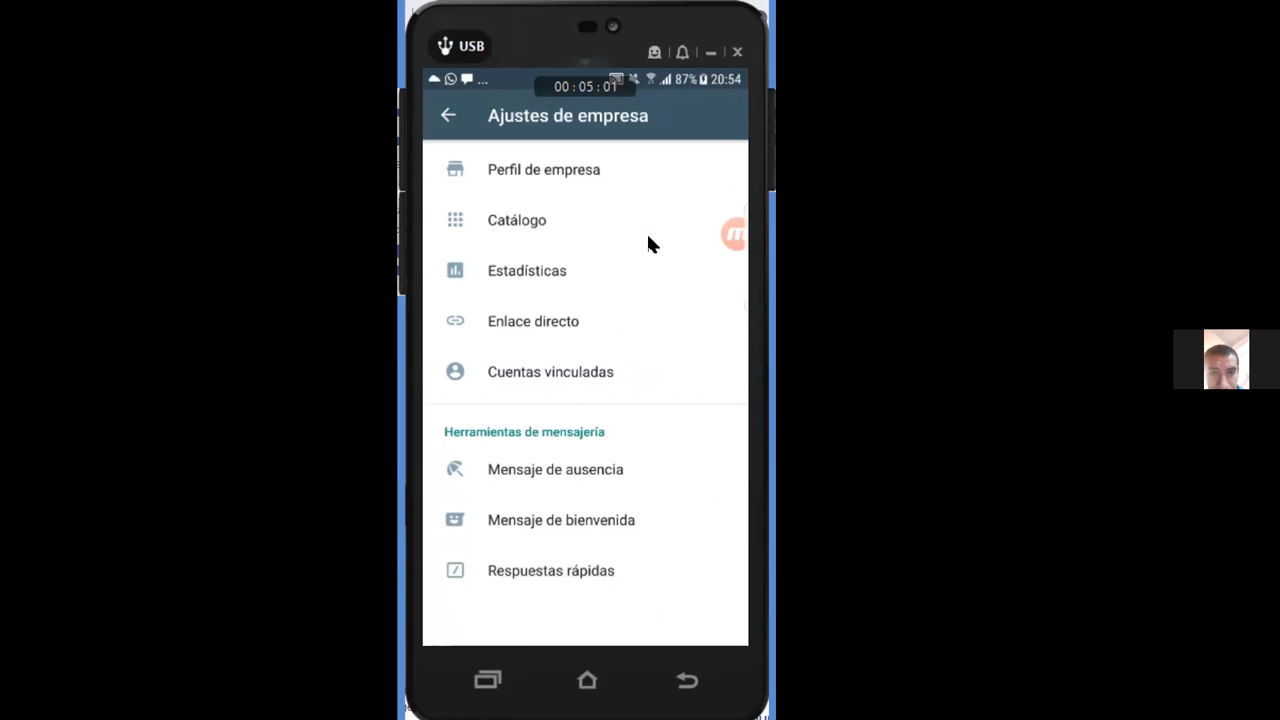 USB
... 87% 20:54
00:05:01
Ajustes de empresa
Perfil de empresa
Catálogo
Estadísticas
Enlace directo
Cuentas vinculadas
Herramientas de mensajería
Mensaje de ausencia
Mensaje de bienvenida
Respuestas rápidas